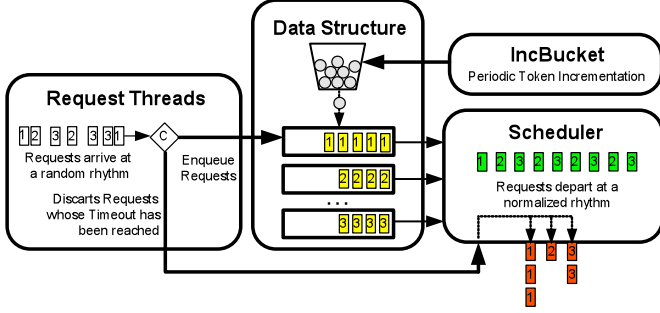 Data Structure
IncBucket
Periodic Token Incrementation
Request Threads
1 2 3 2 3 3 1
C
Requests arrive at
a random rhythm
Discarts Requests
whose Timeout has
been reached
Enqueue
Requests
1 1 1 1 1
2 2 2 2
...
3 3 3 3
Scheduler
1 2 3 2 3 2 3 2 3
Requests depart at a
normalized rhythm
1 2 3
1 3
1